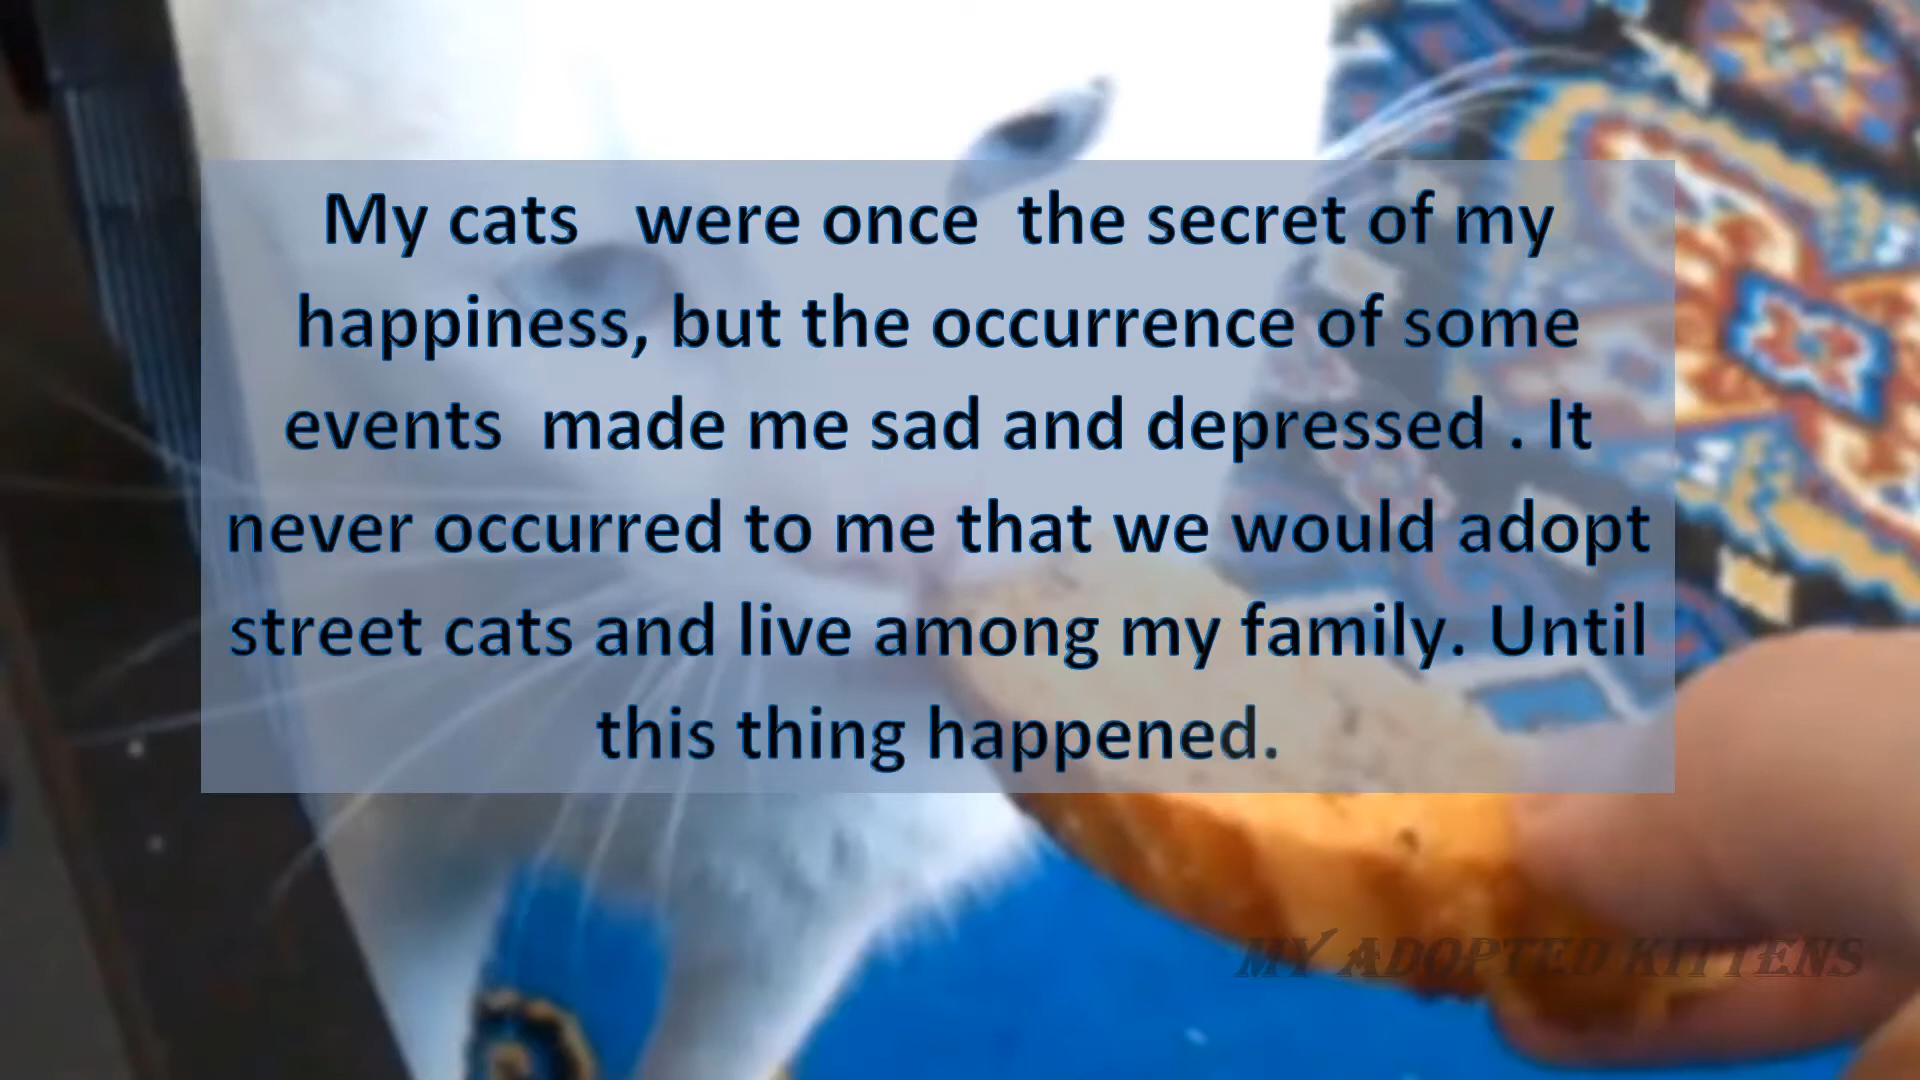 My cats were once the secret of my
happiness, but the occurrence of some
events made me sad and depressed . It
never occurred to me that we would adopt
street cats and live among my family. Until
this thing happened.
MY ADOPTED KITTENS